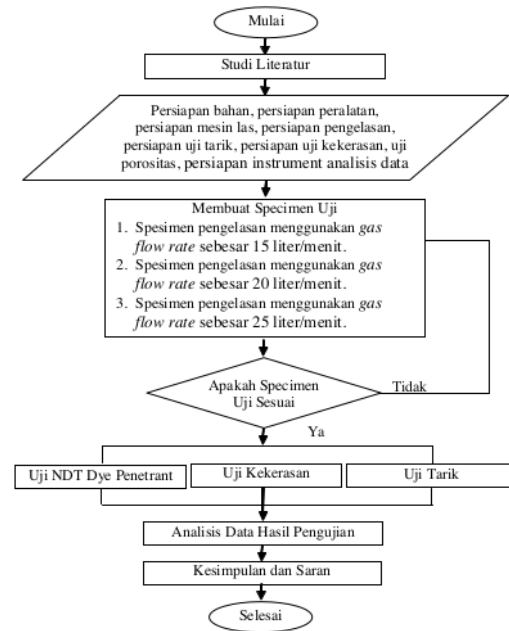 Mulai
Studi Literatur
Persiapan bahan, persiapan peralatan,
persiapan mesin las, persiapan pengelasan,
persiapan uji tarik, persiapan uji kekerasan, uji
porositas, persiapan instrument analisis data
Membuat Specimen Uji
1. Spesimen pengelasan menggunakan gas
flow rate sebesar 15 liter/menit.
2. Spesimen pengelasan menggunakan gas
flow rate sebesar 20 liter/menit.
3. Spesimen pengelasan menggunakan gas
flow rate sebesar 25 liter/menit.
Apakah Specimen
Uji Sesuai
Tidak
Ya
Uji NDT Dye Penetrant
Uji Kekerasan
Uji Tarik
Analisis Data Hasil Pengujian
Kesimpulan dan Saran
Selesai